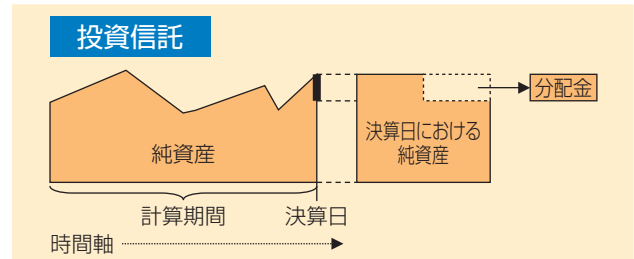 投資信託
分配金
純資産
決算日における
純資産
計算期間
決算日
時間軸